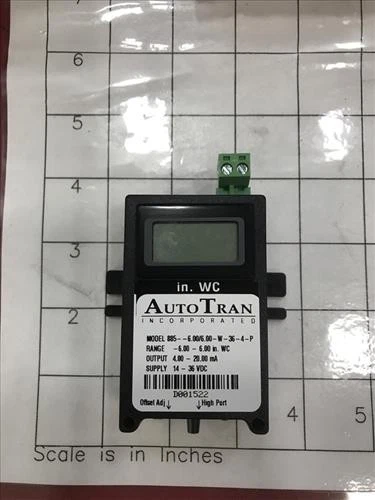 7
6
5
4
3
2
in. WC
AUTOTRAN
INCORPORATED
MODEL 885--6.00/6.00-W-36-4-P
RANGE -6.00 - 6.00 in. WC
OUTPUT 4.00 - 20.00 mA
SUPPLY 14 - 36 VDC
D001522
Offset Adj High Port
4
5
Scale is in Inches